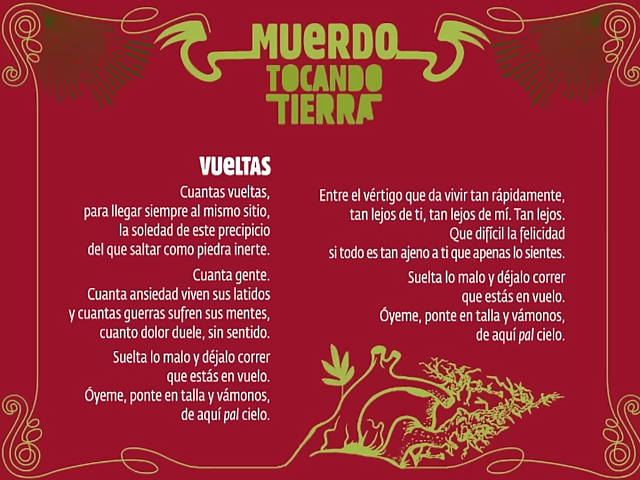 MUERDO
TOCANDO
TIERRA
VUELTAS
Cuantas vueltas,
para llegar siempre al mismo sitio,
la soledad de este precipicio
del que saltar como piedra inerte.
Cuanta gente.
Cuanta ansiedad viven sus latidos
y cuantas guerras sufren sus mentes,
cuanto dolor duele, sin sentido.
Suelta lo malo y déjalo correr
que estás en vuelo.
Óyeme, ponte en talla y vámonos,
de aquí pal cielo.
Entre el vértigo que da vivir tan rápidamente,
tan lejos de ti, tan lejos de mí. Tan lejos.
Que difícil la felicidad
si todo es tan ajeno a ti que apenas lo sientes.
Suelta lo malo y déjalo correr
que estás en vuelo.
Óyeme, ponte en talla y vámonos,
de aquí pal cielo.